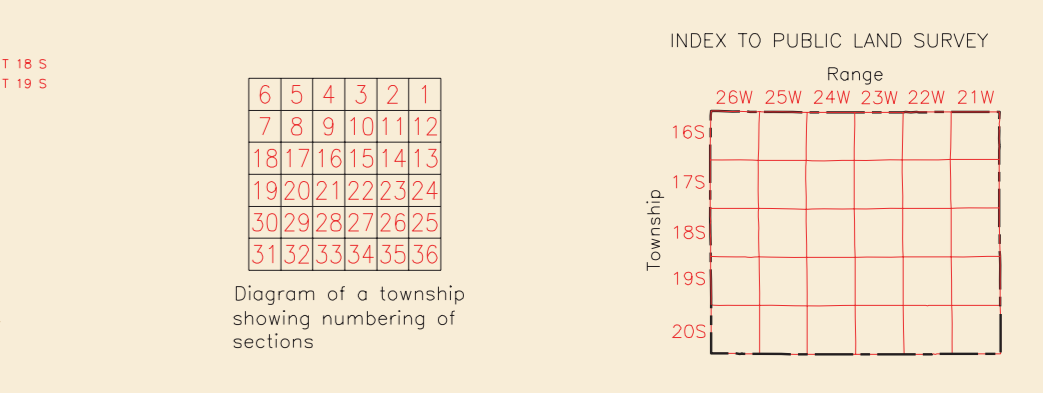 T 18 S
T 19 S
6 5 4 3 2 1
7 8 9 10 11 12
18 17 16 15 14 13
19 20 21 22 23 24
30 29 28 27 26 25
31 32 33 34 35 36
Diagram of a township
showing numbering of
sections
INDEX TO PUBLIC LAND SURVEY
Range
26W 25W 24W 23W 22W 21W
Township
16S
17S
18S
19S
20S